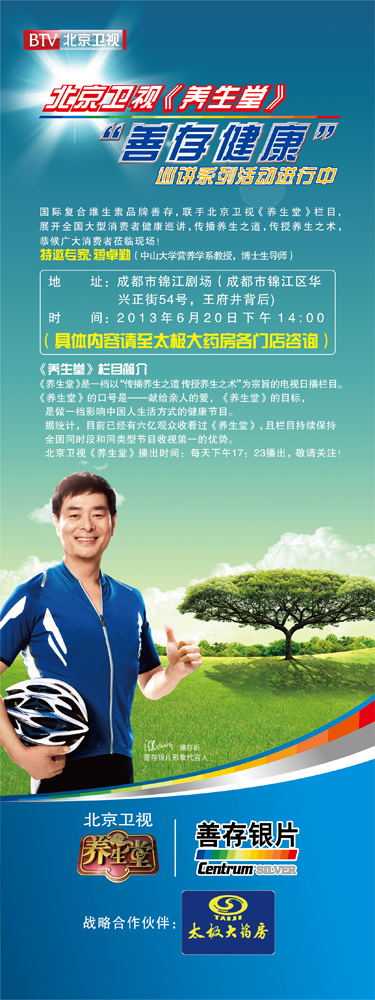 BTV 北京卫视
北京卫视《养生堂》
“善存健康”
巡讲系列活动进行中
国际复合维生素品牌善存，联手北京卫视《养生堂》栏目，
展开全国大型消费者健康巡讲，传播养生之道，传授养生之术，
恭候广大消费者莅临现场！
特邀专家·蒋卓勤（中山大学营养学系教授，博士生导师）
地　　址：成都市锦江剧场（成都市锦江区华
兴正街54号，王府井背后)
时　　间：2013年6月20日下午 14:00
（具体内容请至太极大药房各门店咨询）
《养生堂》栏目简介
《养生堂》是一档以“传播养生之道 传授养生之术”为宗旨的电视日播栏目。
《养生堂》的口号是——献给亲人的爱，《养生堂》的目标，
是做一档影响中国人生活方式的健康节目。
据统计，目前已经有六亿观众收看过《养生堂》,且栏目持续保持
全国同时段和同类型节目收视第一的优势。
北京卫视《养生堂》播出时间：每天下午17：23播出，敬请关注！
濮存昕
善存银片形象代言人
北京卫视
养生堂
善存银片
Centrum SILVER
战略合作伙伴：
TAIJI
太极大药房